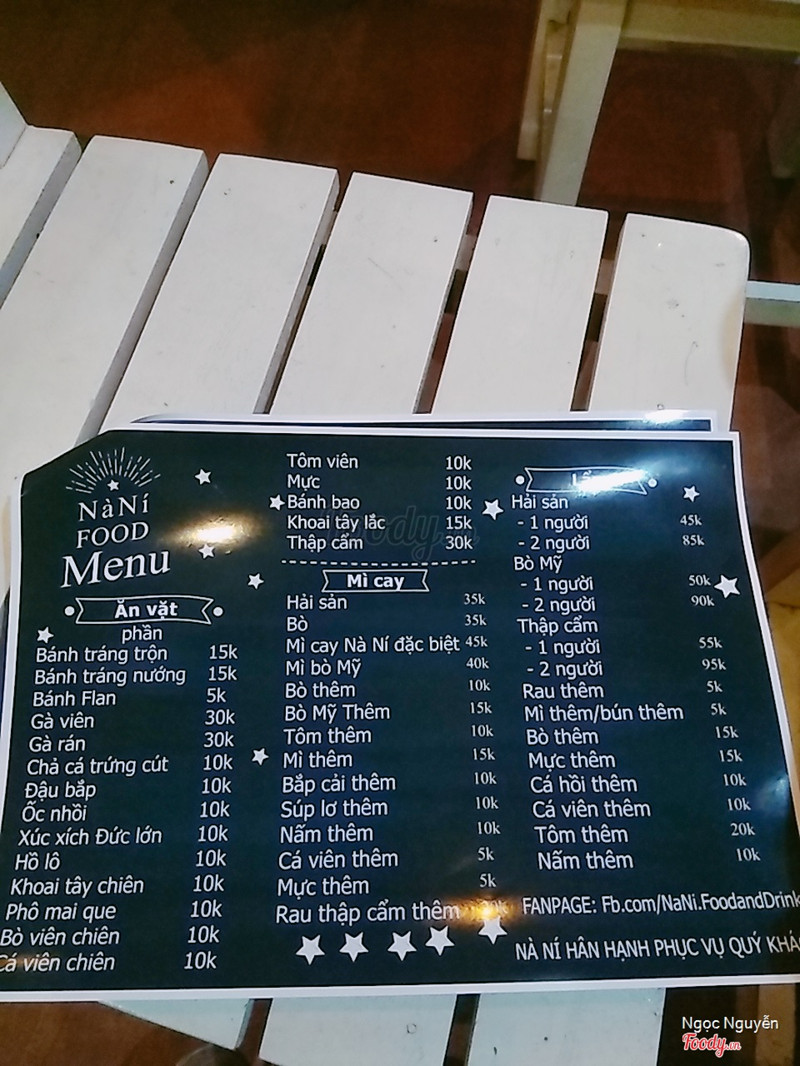 NàNí
FOOD
Menu
Ăn vặt
phần
Bánh tráng trộn 15k
Bánh tráng nướng 15k
Bánh Flan 5k
Gà viên 30k
Gà rán 30k
Chả cá trứng cút 10k
Đậu bắp 10k
Ốc nhồi 10k
Xúc xích Đức lớn 10k
Hồ lô 10k
Khoai tây chiên 10k
Phô mai que 10k
Bò viên chiên 10k
Cá viên chiên 10k
Tôm viên 10k
Mực 10k
Bánh bao 10k
Khoai tây lắc 15k
Thập cẩm 30k
Mì cay
Hải sản 35k
Bò 35k
Mì cay Nà Ní đặc biệt 45k
Mì bò Mỹ 40k
Bò thêm 10k
Bò Mỹ Thêm 15k
Tôm thêm 10k
Mì thêm 15k
Bắp cải thêm 10k
Súp lơ thêm 10k
Nấm thêm 10k
Cá viên thêm 5k
Mực thêm 5k
Rau thập cẩm thêm
Hải sản
- 1 người 45k
- 2 người 85k
Bò Mỹ
- 1 người 50k
- 2 người 90k
Thập cẩm
- 1 người 55k
- 2 người 95k
Rau thêm 5k
Mì thêm/bún thêm 5k
Bò thêm 15k
Mực thêm 15k
Cá hồi thêm 10k
Cá viên thêm 10k
Tôm thêm 20k
Nấm thêm 10k
FANPAGE: Fb.com/NaNi.FoodandDrink
NÀ NÍ HÂN HẠNH PHỤC VỤ QUÝ KHÁ
Foody.vn
Ngọc Nguyễn
Foody.vn